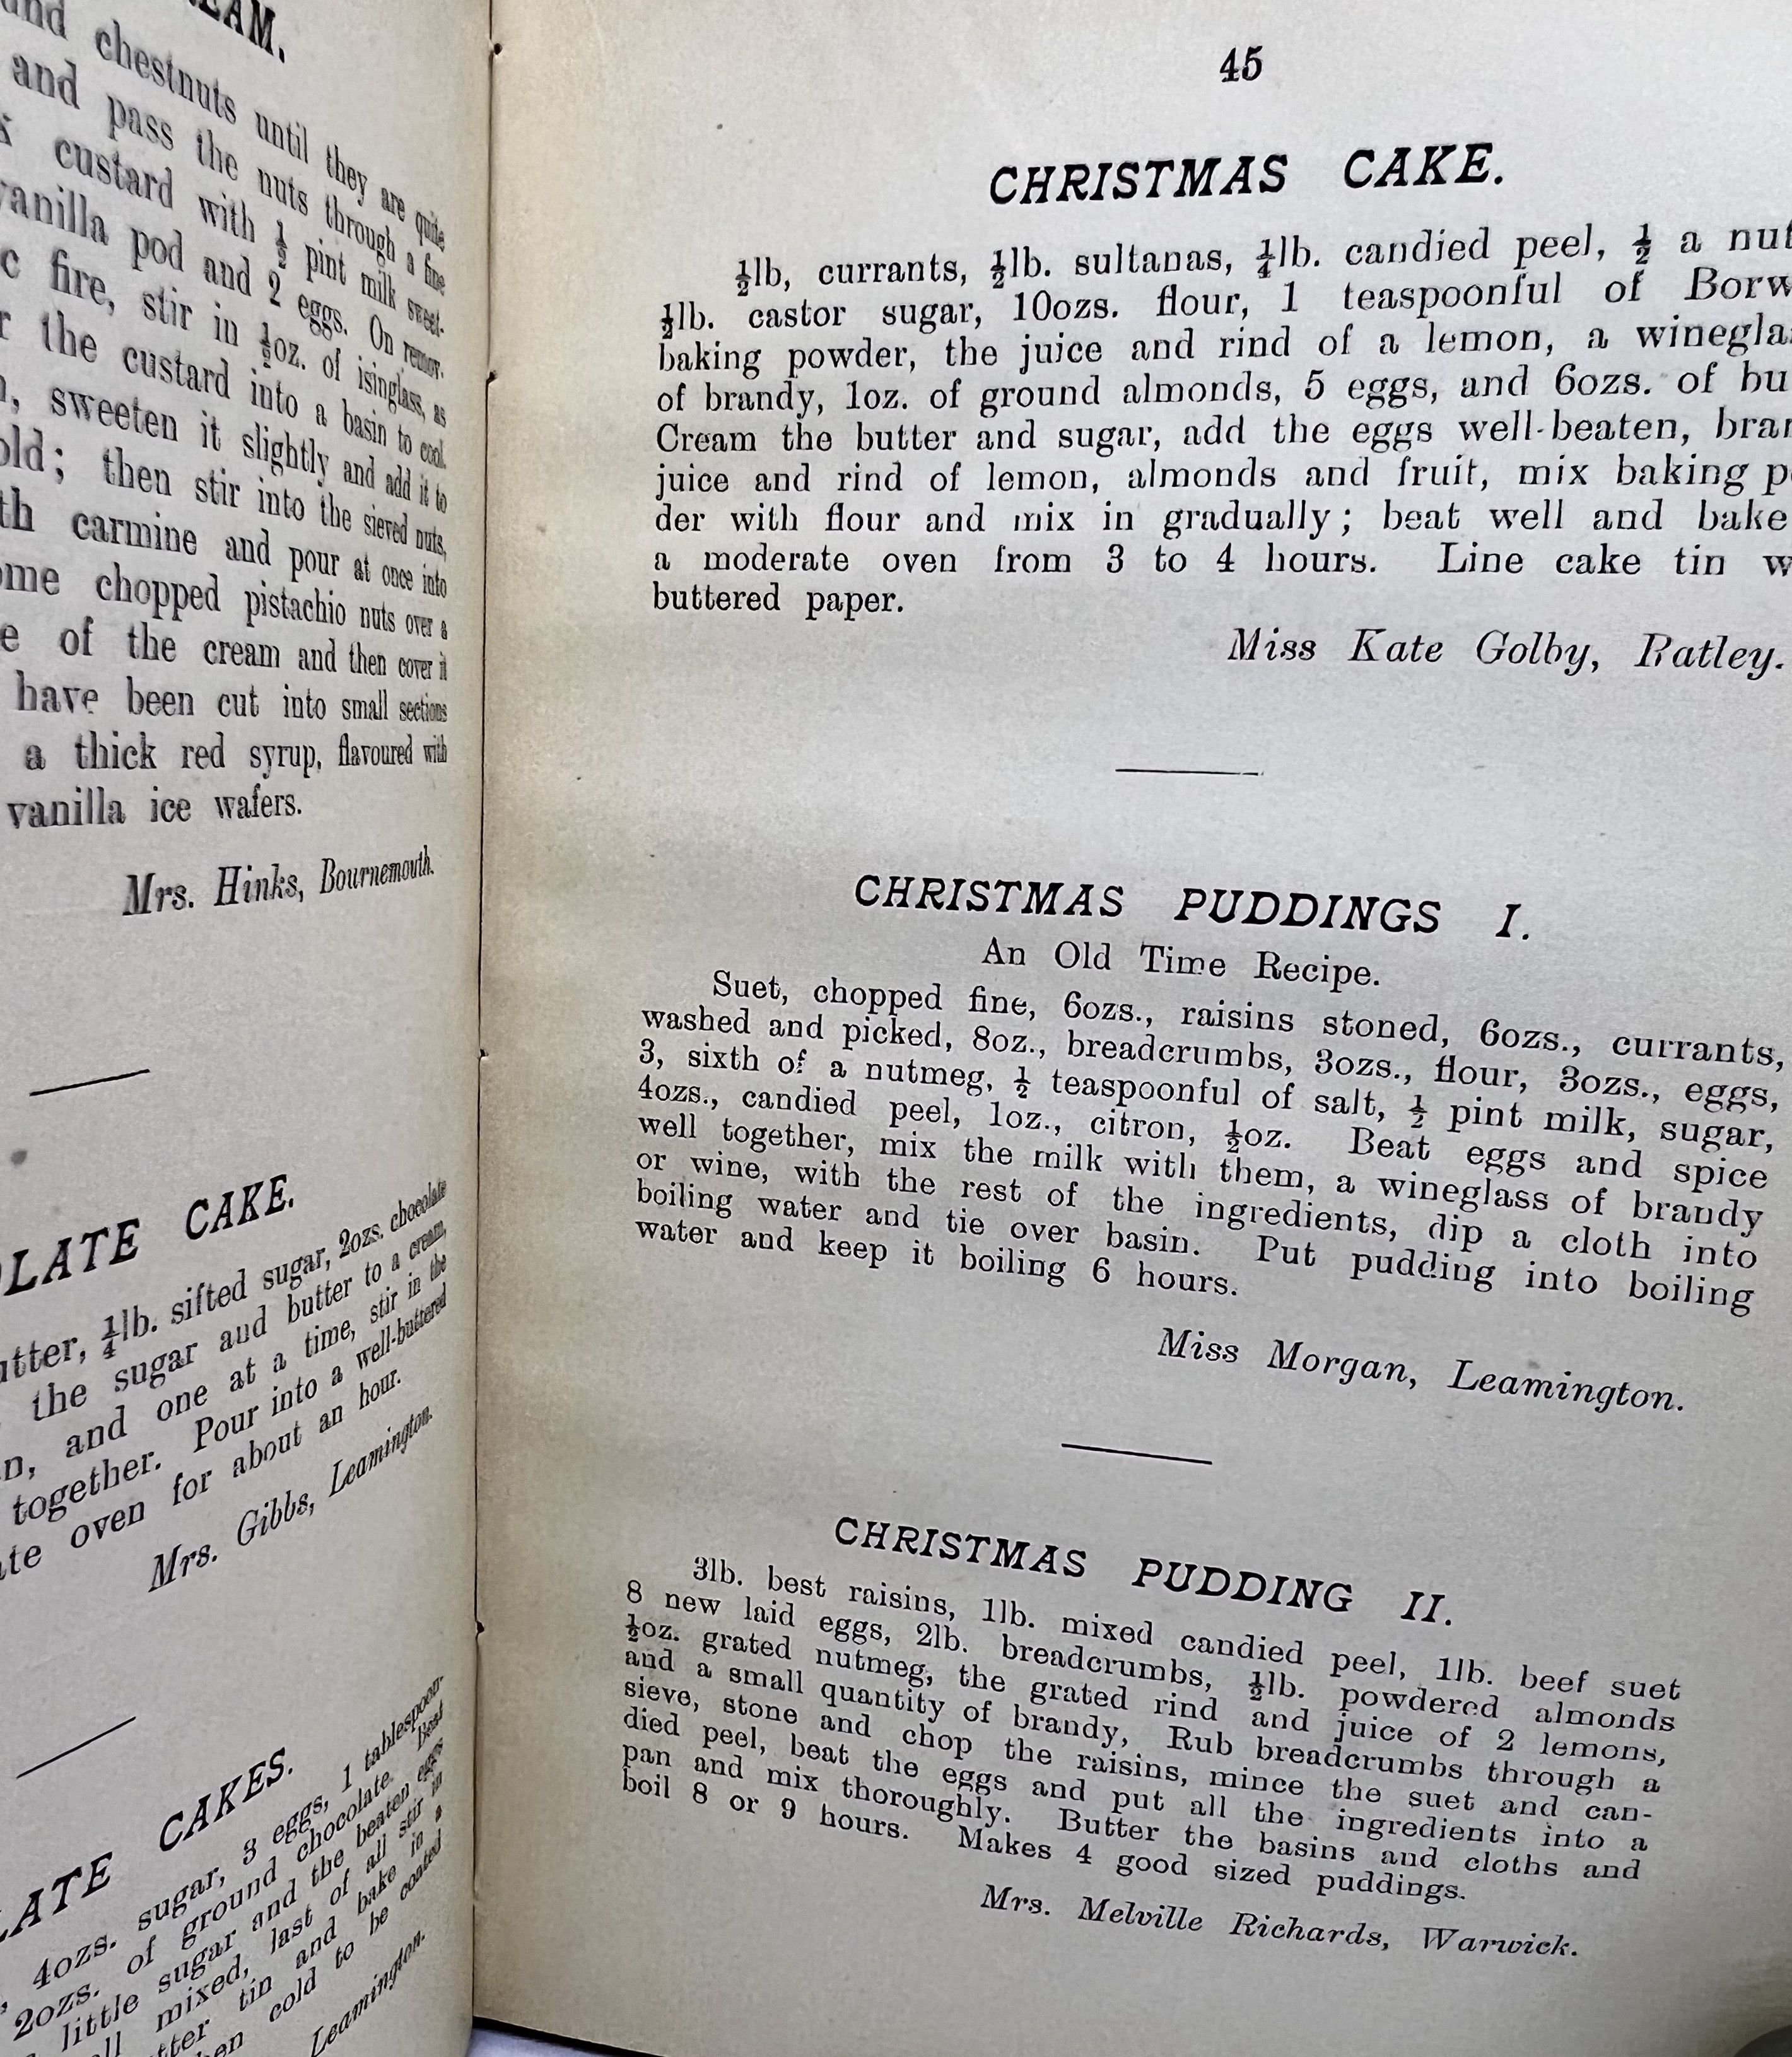 chestnuts until they are quite
and pass the nuts through a fine
custard with ½ pint milk sweet-
vanilla pod and 2 eggs. On remov-
fire, stir in ½oz. of isinglass, as
the custard into a basin to cool.
sweeten it slightly and add it to
then stir into the sieved nuts,
carmine and pour at once into
chopped pistachio nuts over a
of the cream and then cover it
have been cut into small sections
a thick red syrup, flavoured with
vanilla ice wafers.
Mrs. Hinks, Bournemouth.
CAKE.
¼lb. sifted sugar, 2ozs. chocolate
the sugar and butter to a cream,
and one at a time, stir in the
together. Pour into a well-buttered
oven for about an hour.
Mrs. Gibbs, Leamington.
CAKES.
4ozs. sugar, 3 eggs, 1 tablespoon-
2ozs. of ground chocolate. Beat
little sugar and the beaten eggs
mixed, last of all stir in
tin and bake in a
cold to be coated
Leamington.
45
CHRISTMAS CAKE.
½lb, currants, ½lb. sultanas, ¼lb. candied peel, ½ a
½lb. castor sugar, 10ozs. flour, 1 teaspoonful of
baking powder, the juice and rind of a lemon, a
of brandy, 1oz. of ground almonds, 5 eggs, and 6ozs. of
Cream the butter and sugar, add the eggs well-beaten,
juice and rind of lemon, almonds and fruit, mix baking
der with flour and mix in gradually; beat well and bake
a moderate oven from 3 to 4 hours. Line cake tin
buttered paper.
Miss Kate Golby, Ratley.
CHRISTMAS PUDDINGS I.
An Old Time Recipe.
Suet, chopped fine, 6ozs., raisins stoned, 6ozs., currants,
washed and picked, 8oz., breadcrumbs, 3ozs., flour, 3ozs., eggs,
3, sixth of a nutmeg, ½ teaspoonful of salt, ½ pint milk, sugar,
4ozs., candied peel, 1oz., citron, ½oz. Beat eggs and spice
well together, mix the milk with them, a wineglass of brandy
or wine, with the rest of the ingredients, dip a cloth into
boiling water and tie over basin. Put pudding into boiling
water and keep it boiling 6 hours.
Miss Morgan, Leamington.
CHRISTMAS PUDDING II.
3lb. best raisins, 1lb. mixed candied peel, 1lb. beef suet
8 new laid eggs, 2lb. breadcrumbs, ½lb. powdered almonds
½oz. grated nutmeg, the grated rind and juice of 2 lemons,
and a small quantity of brandy, Rub breadcrumbs through a
sieve, stone and chop the raisins, mince the suet and can-
died peel, beat the eggs and put all the ingredients into a
pan and mix thoroughly. Butter the basins and cloths and
boil 8 or 9 hours. Makes 4 good sized puddings.
Mrs. Melville Richards, Warwick.